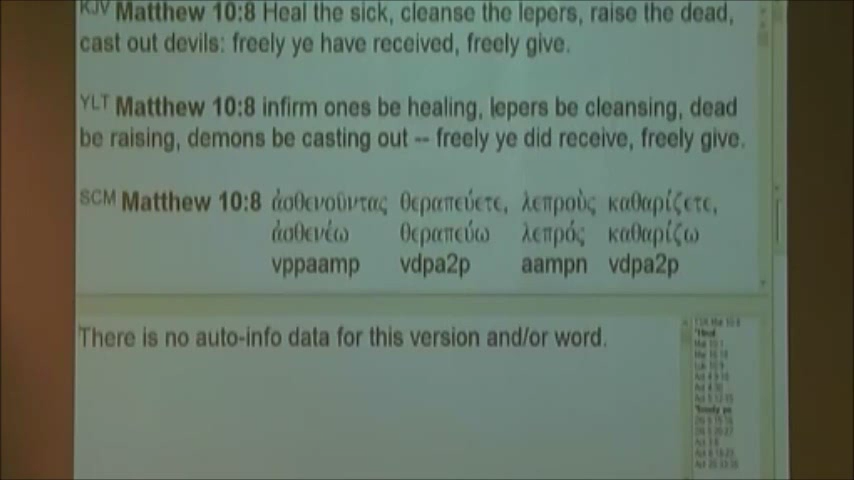 KJV Matthew 10:8 Heal the sick, cleanse the lepers, raise the dead,
cast out devils: freely ye have received, freely give.
YLT Matthew 10:8 infirm ones be healing, lepers be cleansing, dead
be raising, demons be casting out -- freely ye did receive, freely give.
SCM Matthew 10:8 ἀσθενοῦντας θεραπεύετε, λεπροὺς καθαρίζετε,
ἀσθενέω θεραπεύω λεπρός καθαρίζω
vppaamp vdpa2p aampn vdpa2p
There is no auto-info data for this version and/or word.